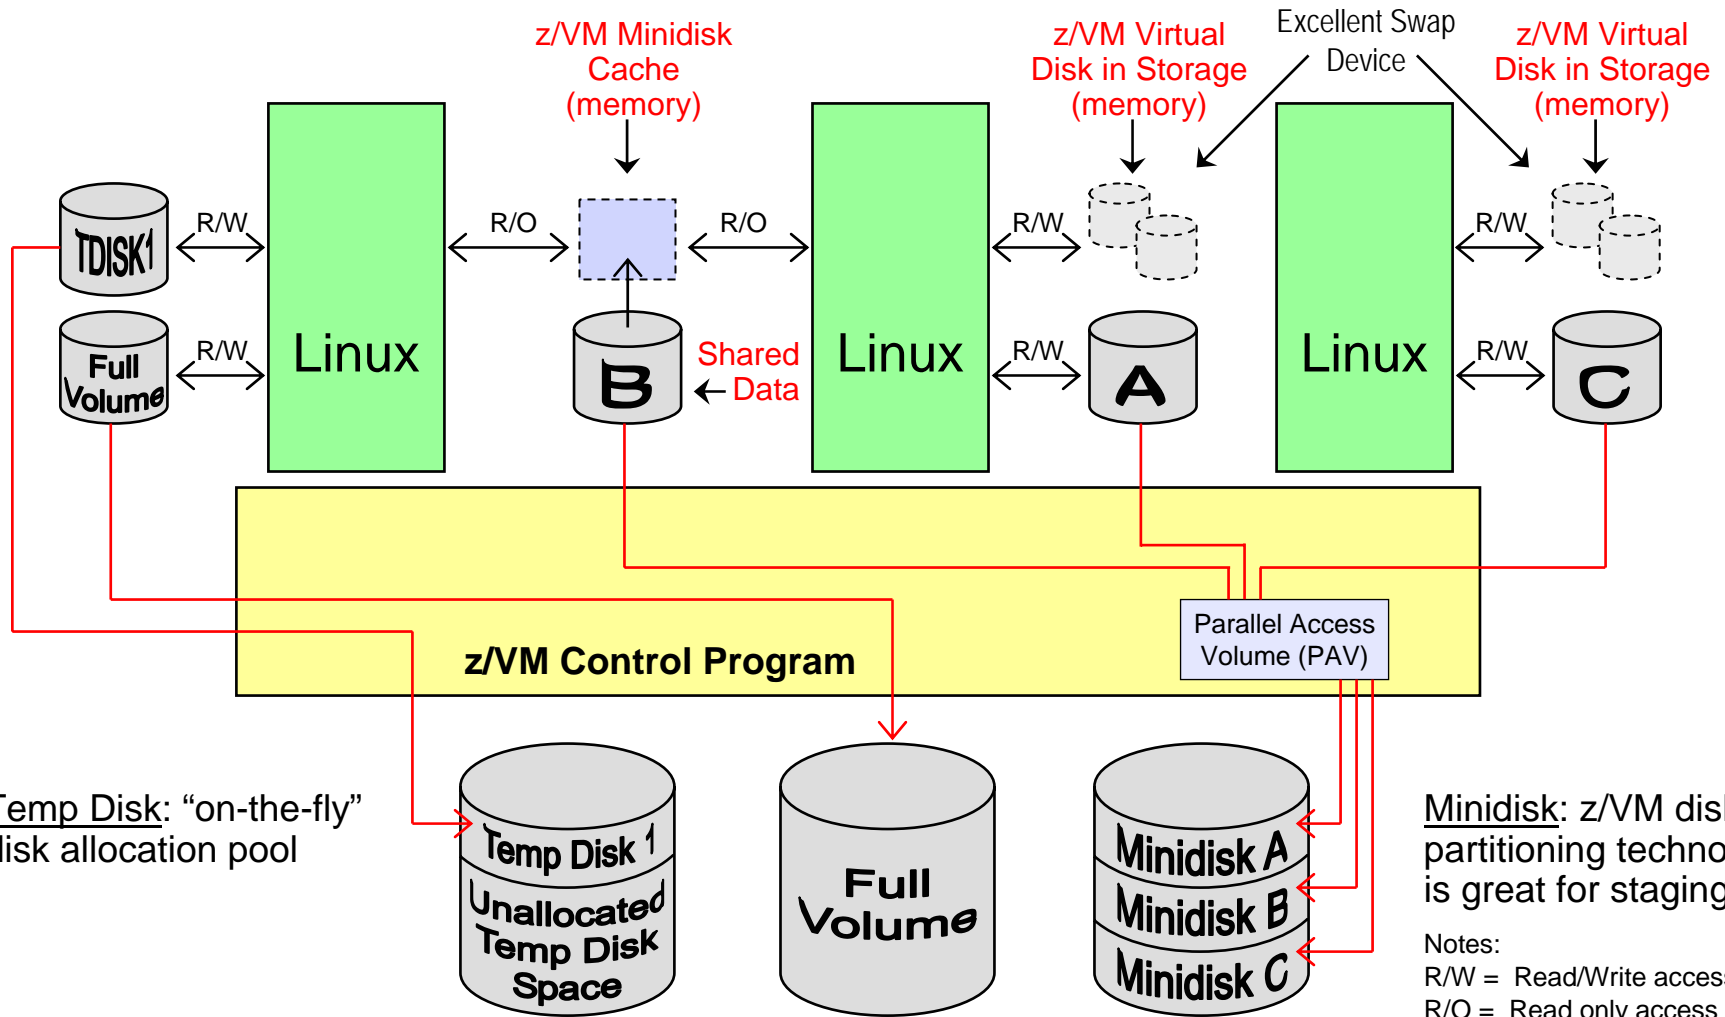 z/VM Minidisk
Cache
(memory)
z/VM Virtual
Disk in Storage
(memory)
Excellent Swap
Device
z/VM Virtual
Disk in Storage
(memory)
TDISK1
R/W
R/O
R/O
R/W
R/W
Full
Volume
R/W
Linux
B
Shared
Data
Linux
R/W
A
Linux
R/W
C
z/VM Control Program
Parallel Access
Volume (PAV)
Temp Disk: “on-the-fly”
disk allocation pool
Temp Disk 1
Unallocated
Temp Disk
Space
Full
Volume
Minidisk A
Minidisk B
Minidisk C
Minidisk: z/VM disk
partitioning
is great for staging
Notes:
R/W = Read/Write access
R/O = Read only access